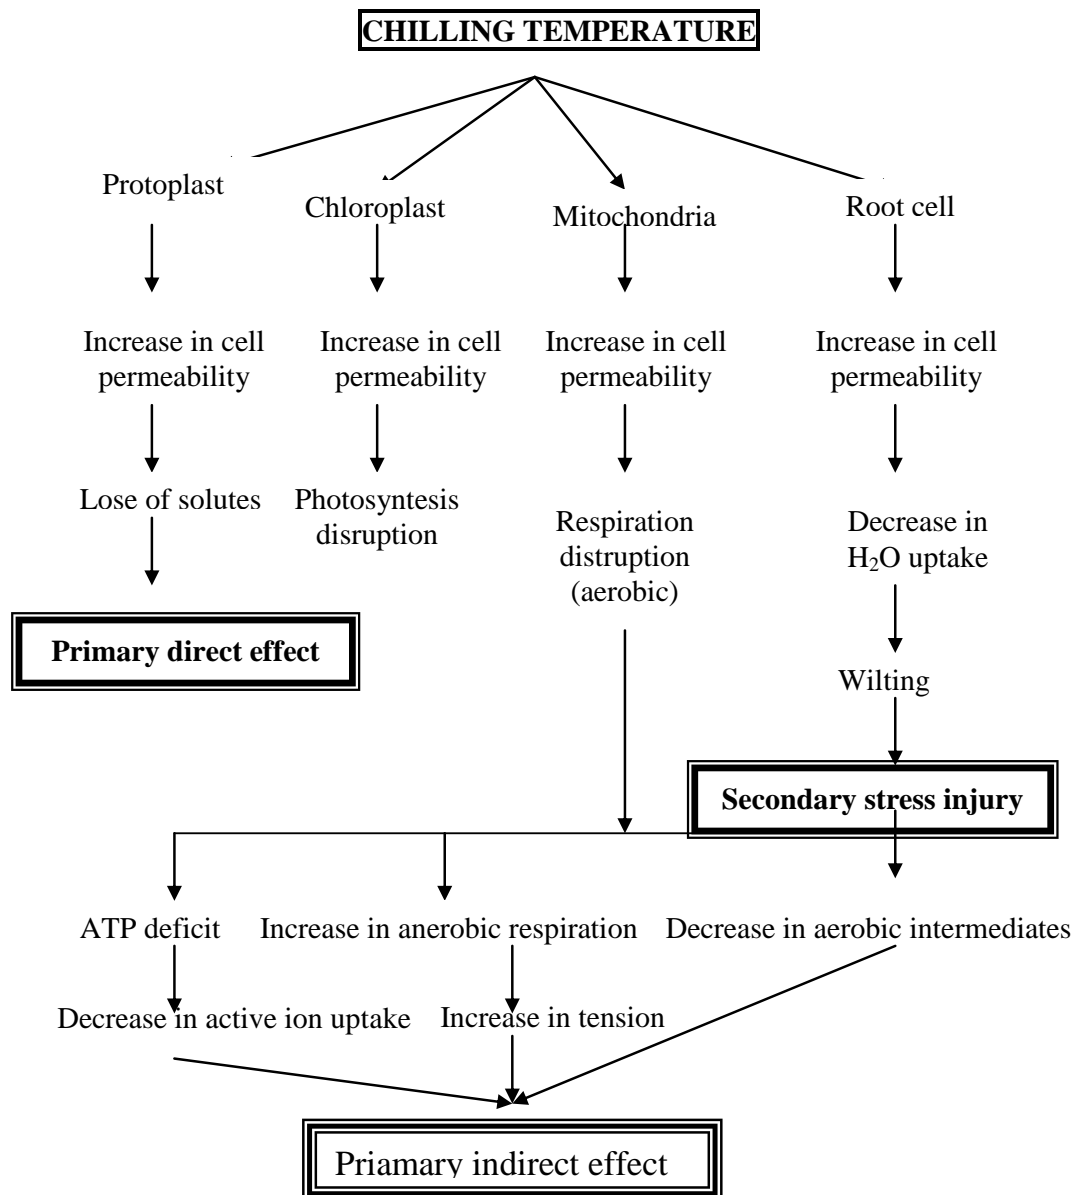 CHILLING TEMPERATURE
Protoplast
Chloroplast
Mitochondria
Root cell
Increase in cell
permeability
Increase in cell
permeability
Increase in cell
permeability
Increase in cell
permeability
Lose of solutes
Photosyntesis
disruption
Respiration
distruption
(aerobic)
Decrease in
H₂O uptake
Primary direct effect
Wilting
Secondary stress injury
ATP deficit
Increase in anerobic respiration
Decrease in aerobic intermediates
Decrease in active ion uptake
Increase in tension
Priamary indirect effect